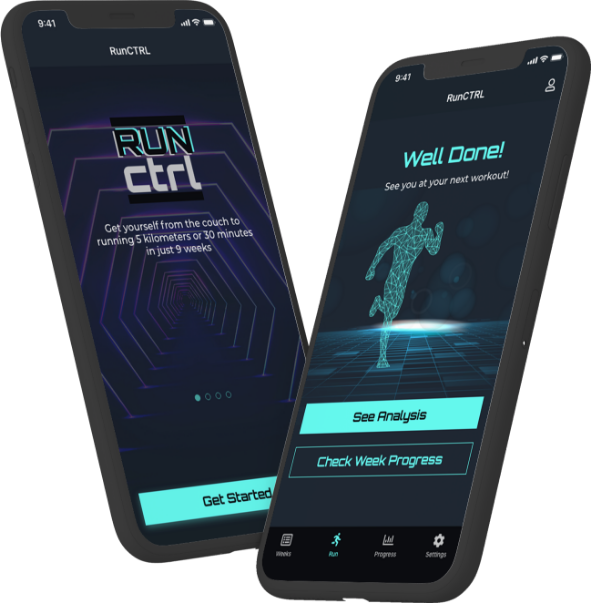 9:41
RunCTRL
RUN
ctrl
Get yourself from the couch to
running 5 kilometers or 30 minutes
in just 9 weeks
Get Started
9:41
RunCTRL
Well Done!
See you at your next workout!
See Analysis
Check Week Progress
Weeks
Run
Progress
Settings